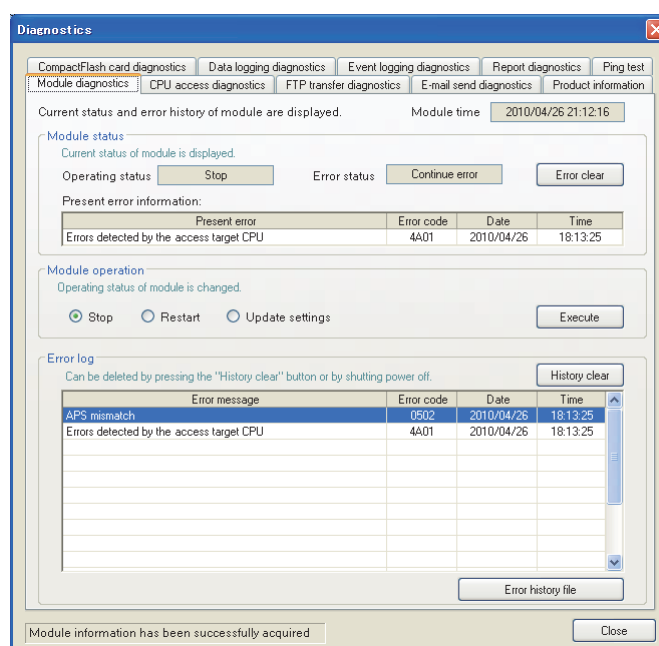 Diagnostics
CompactFlash card diagnostics Data logging diagnostics Event logging diagnostics Report diagnostics Ping test
Module diagnostics CPU access diagnostics FTP transfer diagnostics E-mail send diagnostics Product information
Current status and error history of module are displayed. Module time 2010/04/26 21:12:16
Module status
Current status of module is displayed.
Operating status Stop Error status Continue error Error clear
Present error information:
Present error Error code Date Time
Errors detected by the access target CPU 4A01 2010/04/26 18:13:25
Module operation
Operating status of module is changed.
Stop Restart Update settings Execute
Error log
Can be deleted by pressing the "History clear" button or by shutting power off. History clear
Error message Error code Date Time
APS mismatch 0502 2010/04/26 18:13:25
Errors detected by the access target CPU 4A01 2010/04/26 18:13:25
Error history file
Module information has been successfully acquired Close